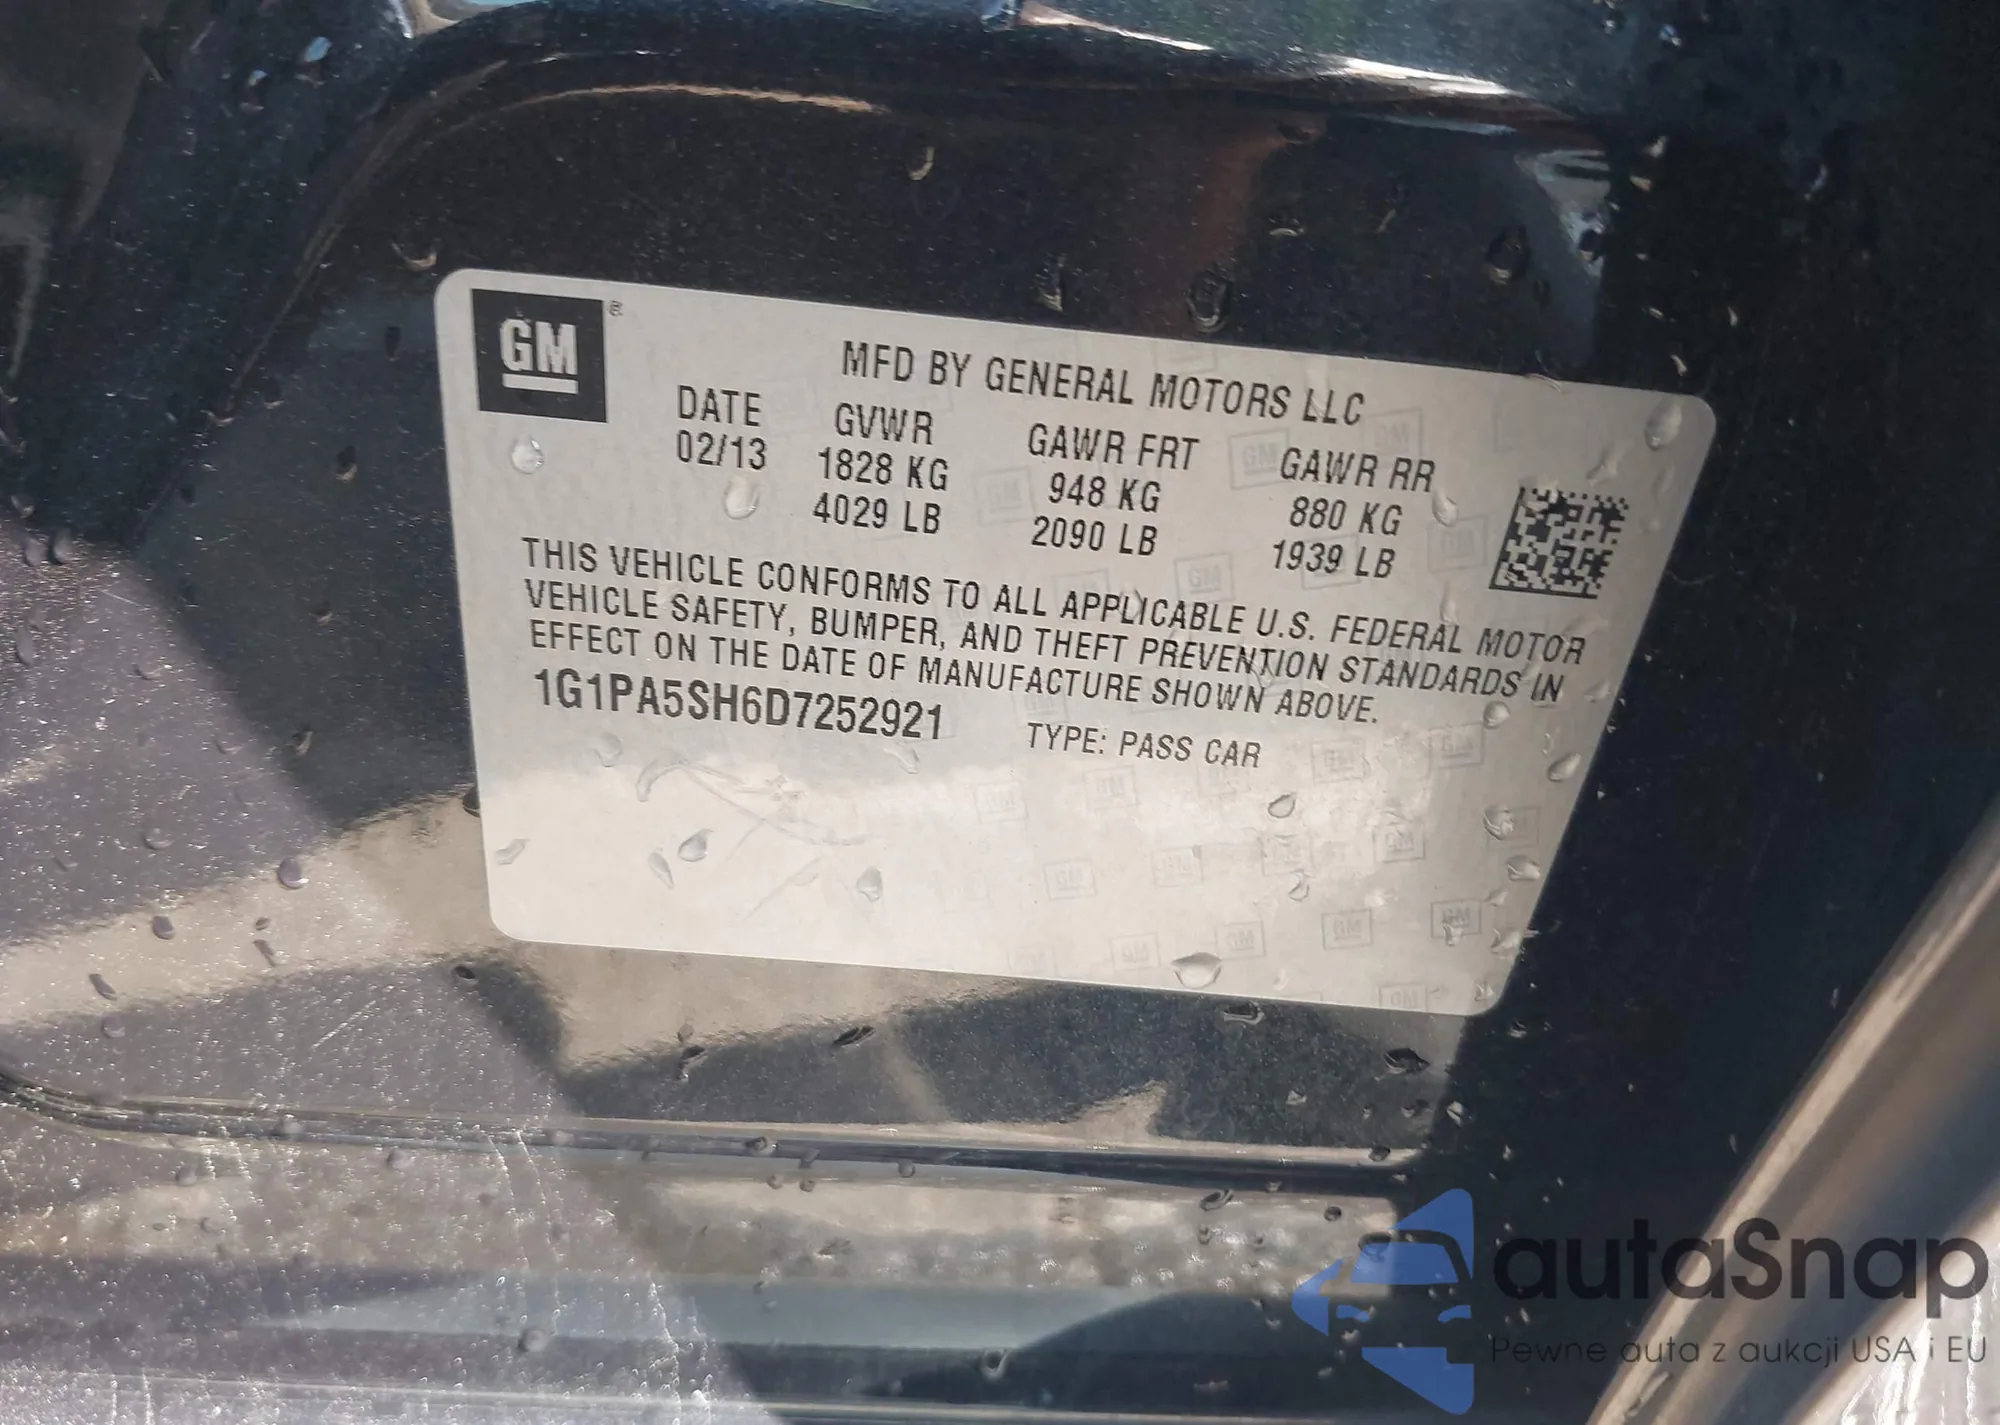 GM
MFD BY GENERAL MOTORS LLC
DATE GVWR GAWR FRT GAWR RR
02/13 1828 KG 948 KG 880 KG
4029 LB 2090 LB 1939 LB
THIS VEHICLE CONFORMS TO ALL APPLICABLE U.S. FEDERAL MOTOR
VEHICLE SAFETY, BUMPER, AND THEFT PREVENTION STANDARDS IN
EFFECT ON THE DATE OF MANUFACTURE SHOWN ABOVE.
1G1PA5SH6D7252921 TYPE: PASS CAR
autaSnap
Pewne auta z aukcji USA i EU